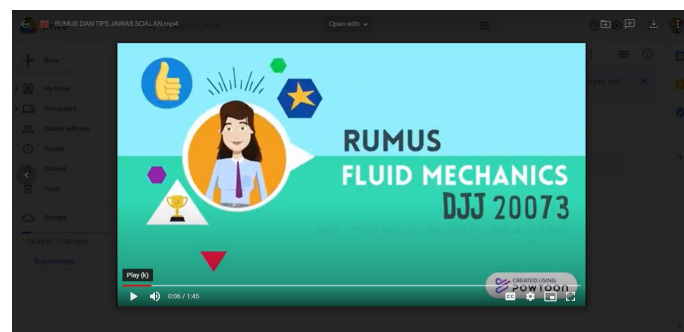 RUMUS DAN TIPS JAWAB SOALAN.mp4
Open with
New
My Drive
Computers
Shared with me
Recent
Starred
Trash
Storage
Buy storage
RUMUS
FLUID MECHANICS
DJJ 20073
Play (k)
0:06 / 1:45
CREATED USING
POWTOON